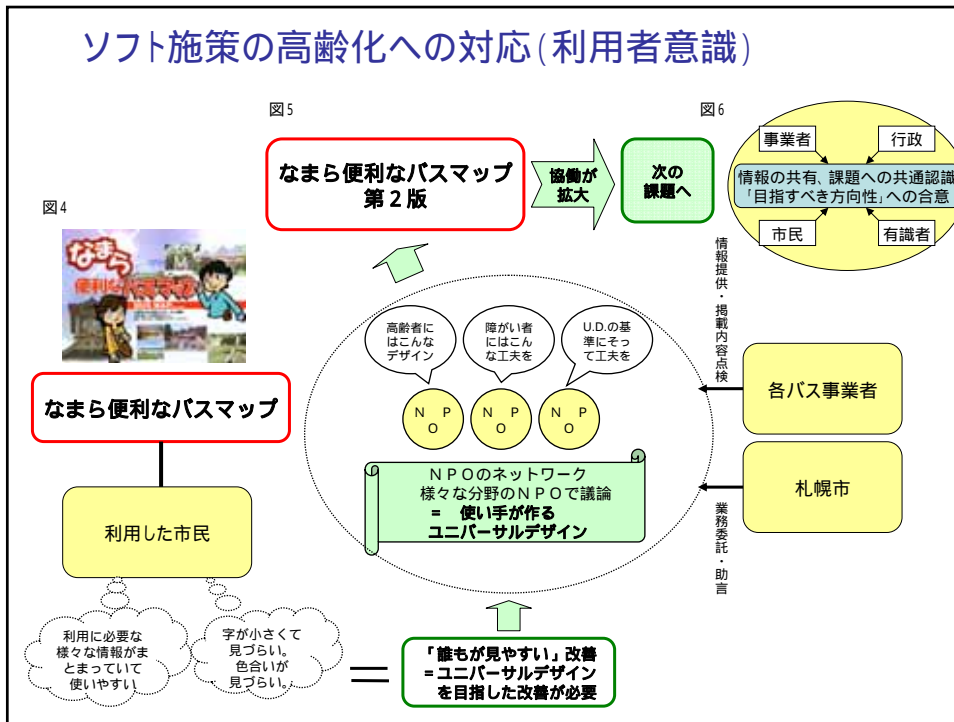 ソフト施策の高齢化への対応(利用者意識)
図4
なまら
便利なバスマップ
なまら便利なバスマップ
利用した市民
利用に必要な
様々な情報がま
とまっていて
使いやすい
字が小さくて
見づらい。
色合いが
見づらい。
=
「誰もが見やすい」改善
=ユニバーサルデザイン
を目指した改善が必要
図5
なまら便利なバスマップ
第2版
協働が
拡大
次の
課題へ
高齢者に
はこんな
デザイン
障がい者
にはこん
な工夫を
U.D.の基
準にそっ
て工夫を
NPO
NPO
NPO
NPOのネットワーク
様々な分野のNPOで議論
= 使い手が作る
ユニバーサルデザイン
図6
事業者
行政
情報の共有、課題への共通認識
「目指すべき方向性」への合意
市民
有識者
情報提供・掲載内容点検
各バス事業者
札幌市
業務委託・助言